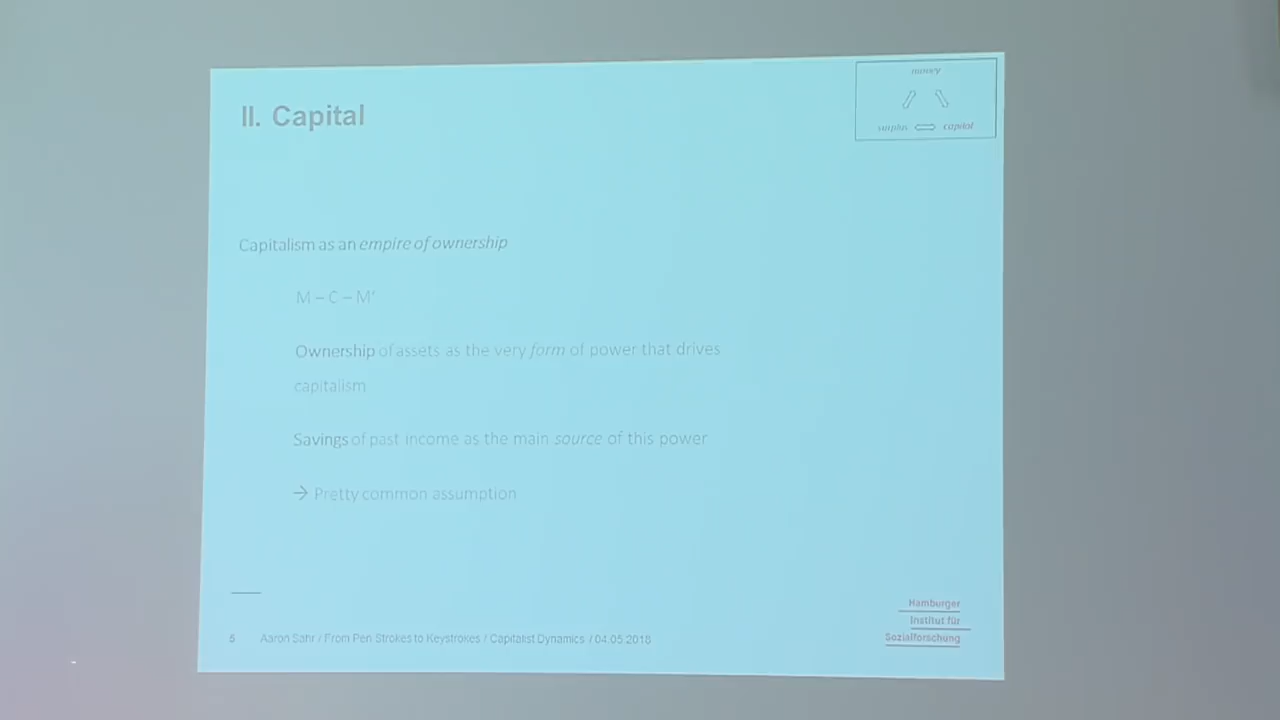 money
surplus capital
II. Capital
Capitalism as an empire of ownership
M – C – M‘
Ownership of assets as the very form of power that drives
capitalism
Savings of past income as the main source of this power
→ Pretty common assumption
Hamburger
Institut für
Sozialforschung
5 Aaron Sahr / From Pen Strokes to Keystrokes / Capitalist Dynamics / 04.05.2018